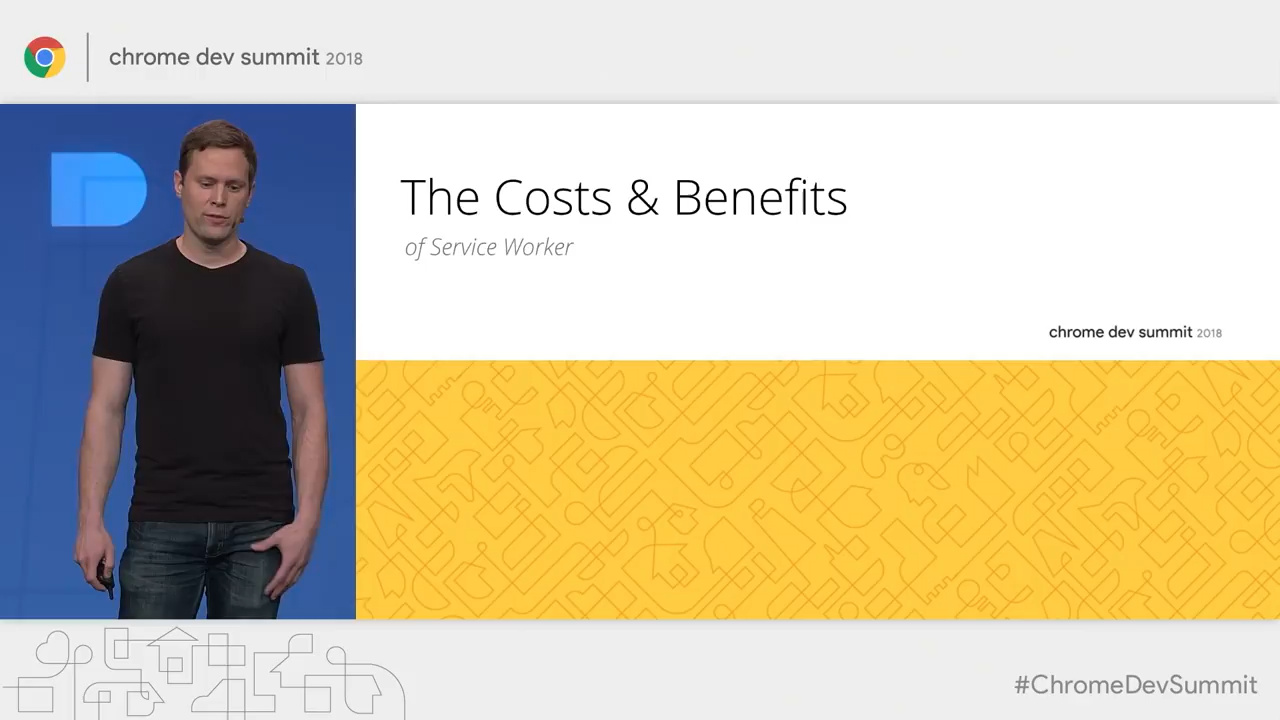 chrome dev summit 2018
The Costs & Benefits
of Service Worker
chrome dev summit 2018
#ChromeDevSummit